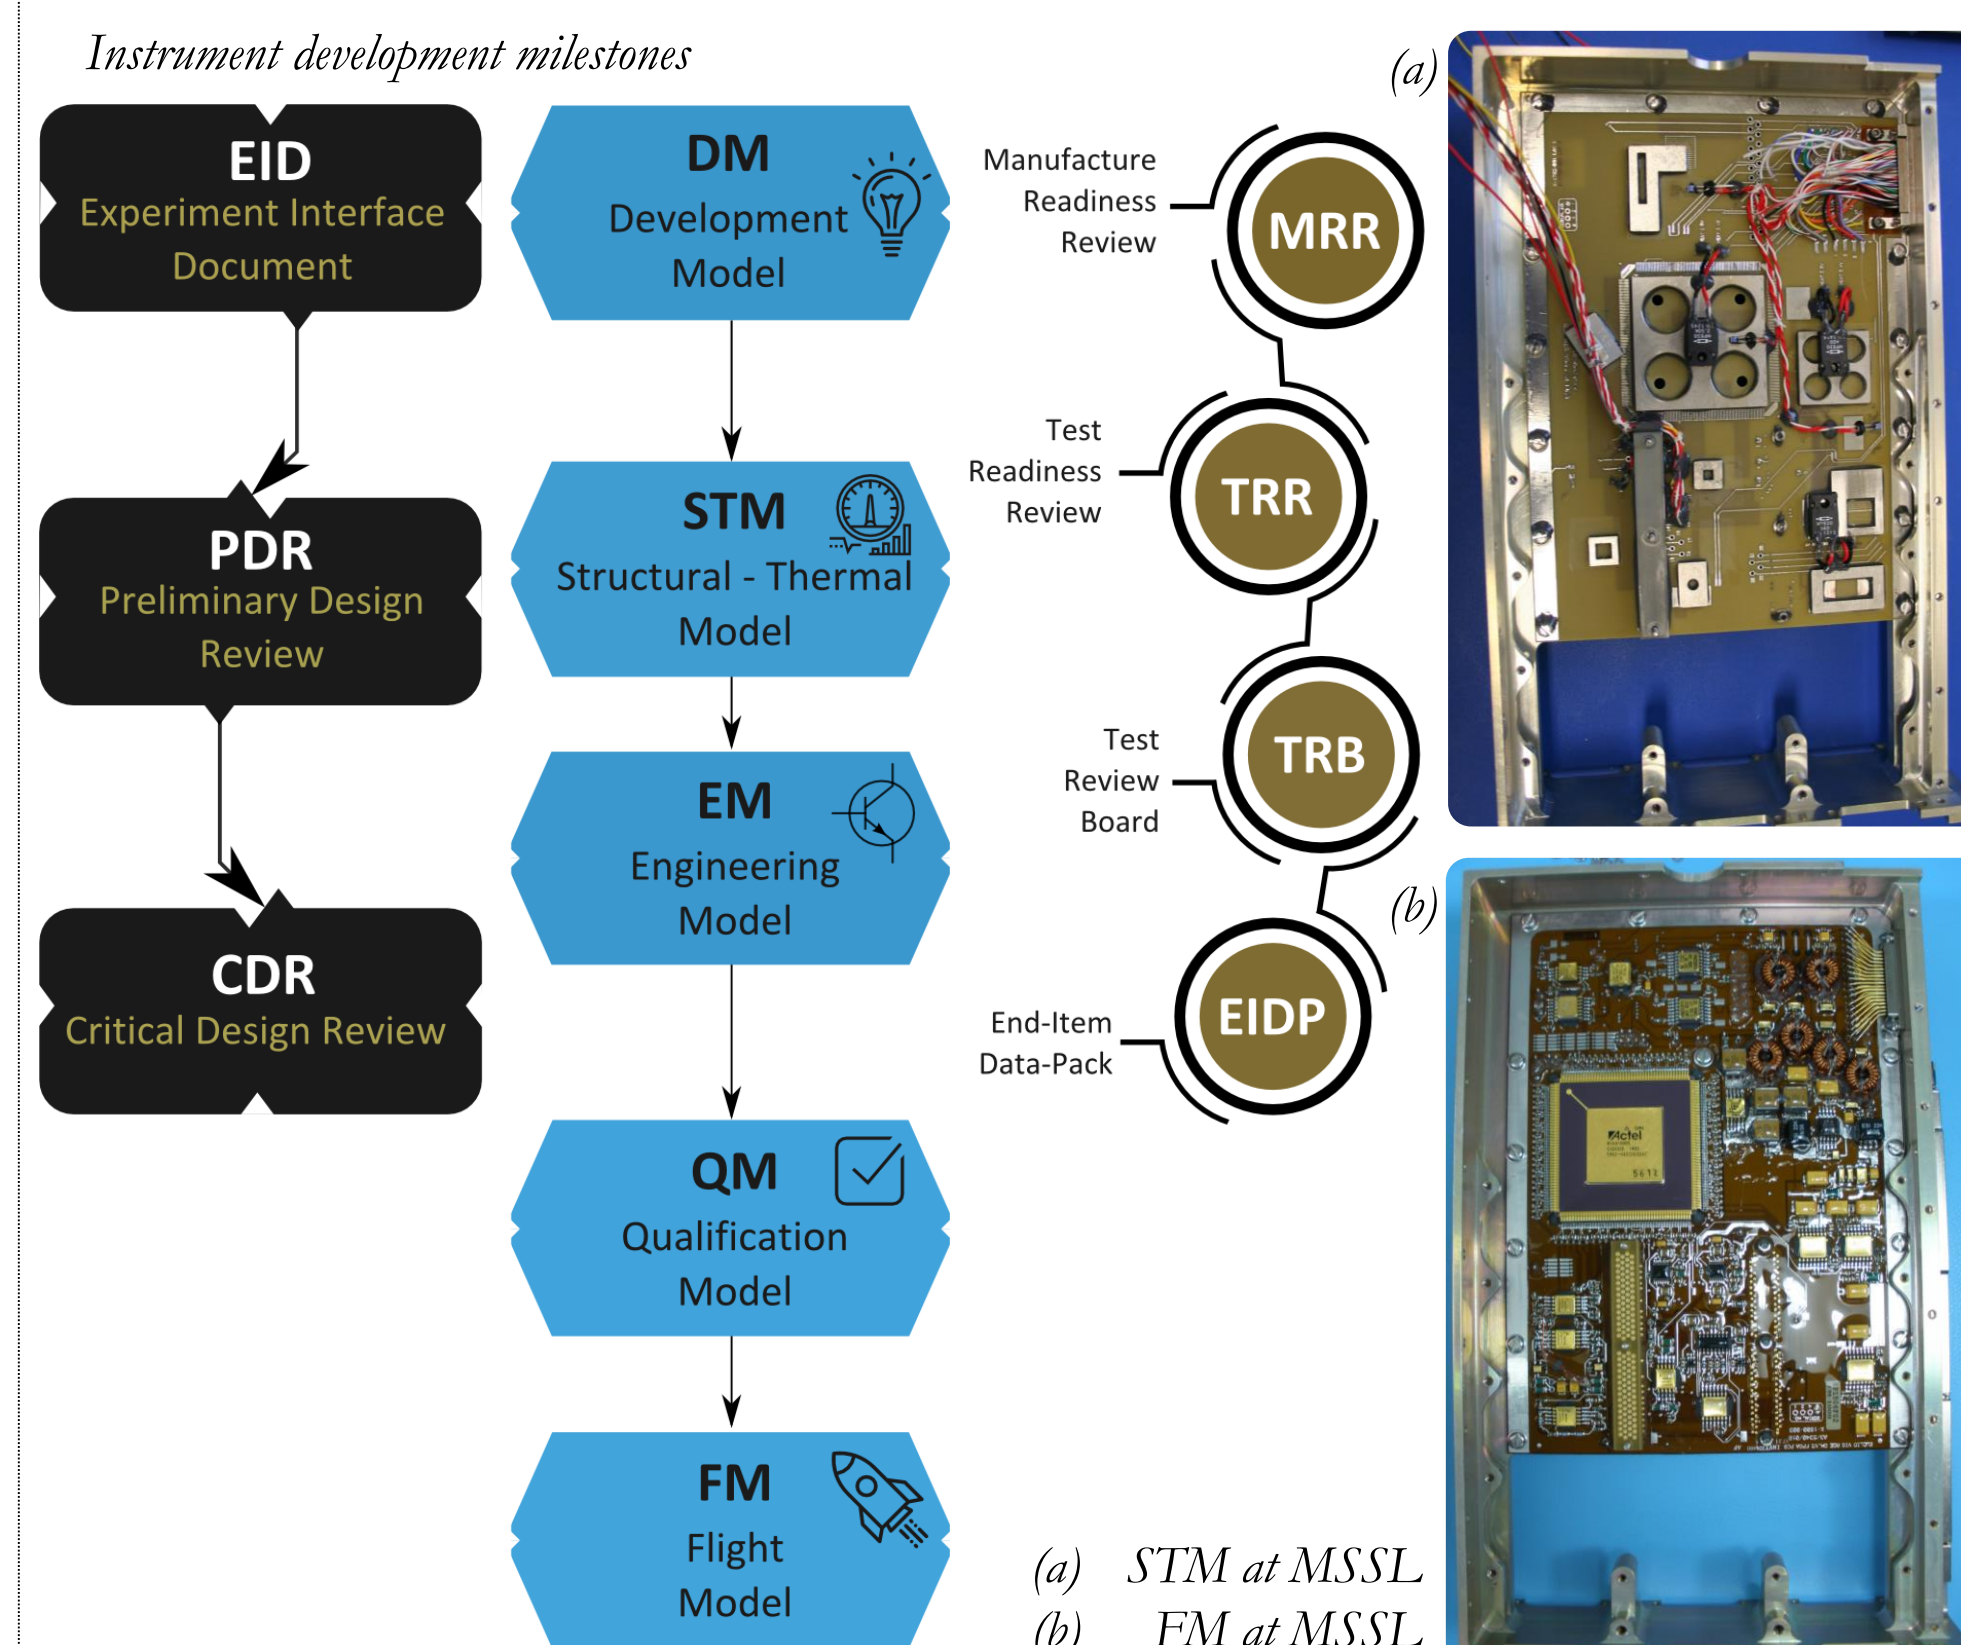 Instrument development milestones
EID
Experiment Interface
Document
PDR
Preliminary Design
Review
CDR
Critical Design Review
DM
Development
Model
STM
Structural - Thermal
Model
EM
Engineering
Model
QM
Qualification
Model
FM
Flight
Model
Manufacture
Readiness
Review
MRR
Test
Readiness
Review
TRR
Test
Review
Board
TRB
End-Item
Data-Pack
EIDP
(a)
(b)
Actel
(a) STM at MSSL
(b) FM at MSSL